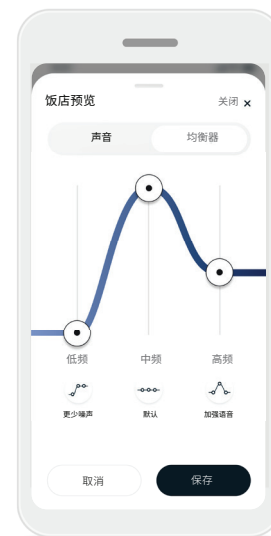 饭店预览
关闭 ×
声音 均衡器
低频 中频 高频
更少噪声 默认 加强语音
取消 保存